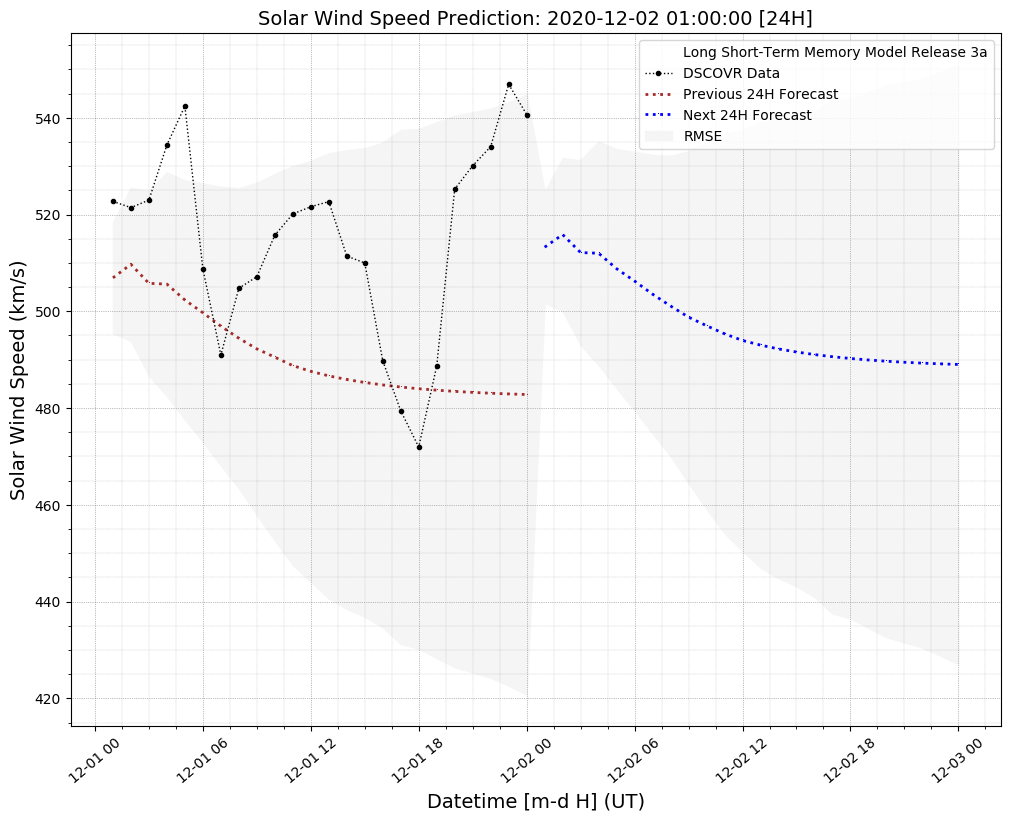 Solar Wind Speed Prediction: 2020-12-02 01:00:00 [24H]
Long Short-Term Memory Model Release 3a
DSCOVR Data
Previous 24H Forecast
Next 24H Forecast
RMSE
Solar Wind Speed (km/s)
540
520
500
480
460
440
420
12-01 00
12-01 06
12-01 12
12-01 18
12-02 00
12-02 06
12-02 12
12-02 18
12-03 00
Datetime [m-d H] (UT)